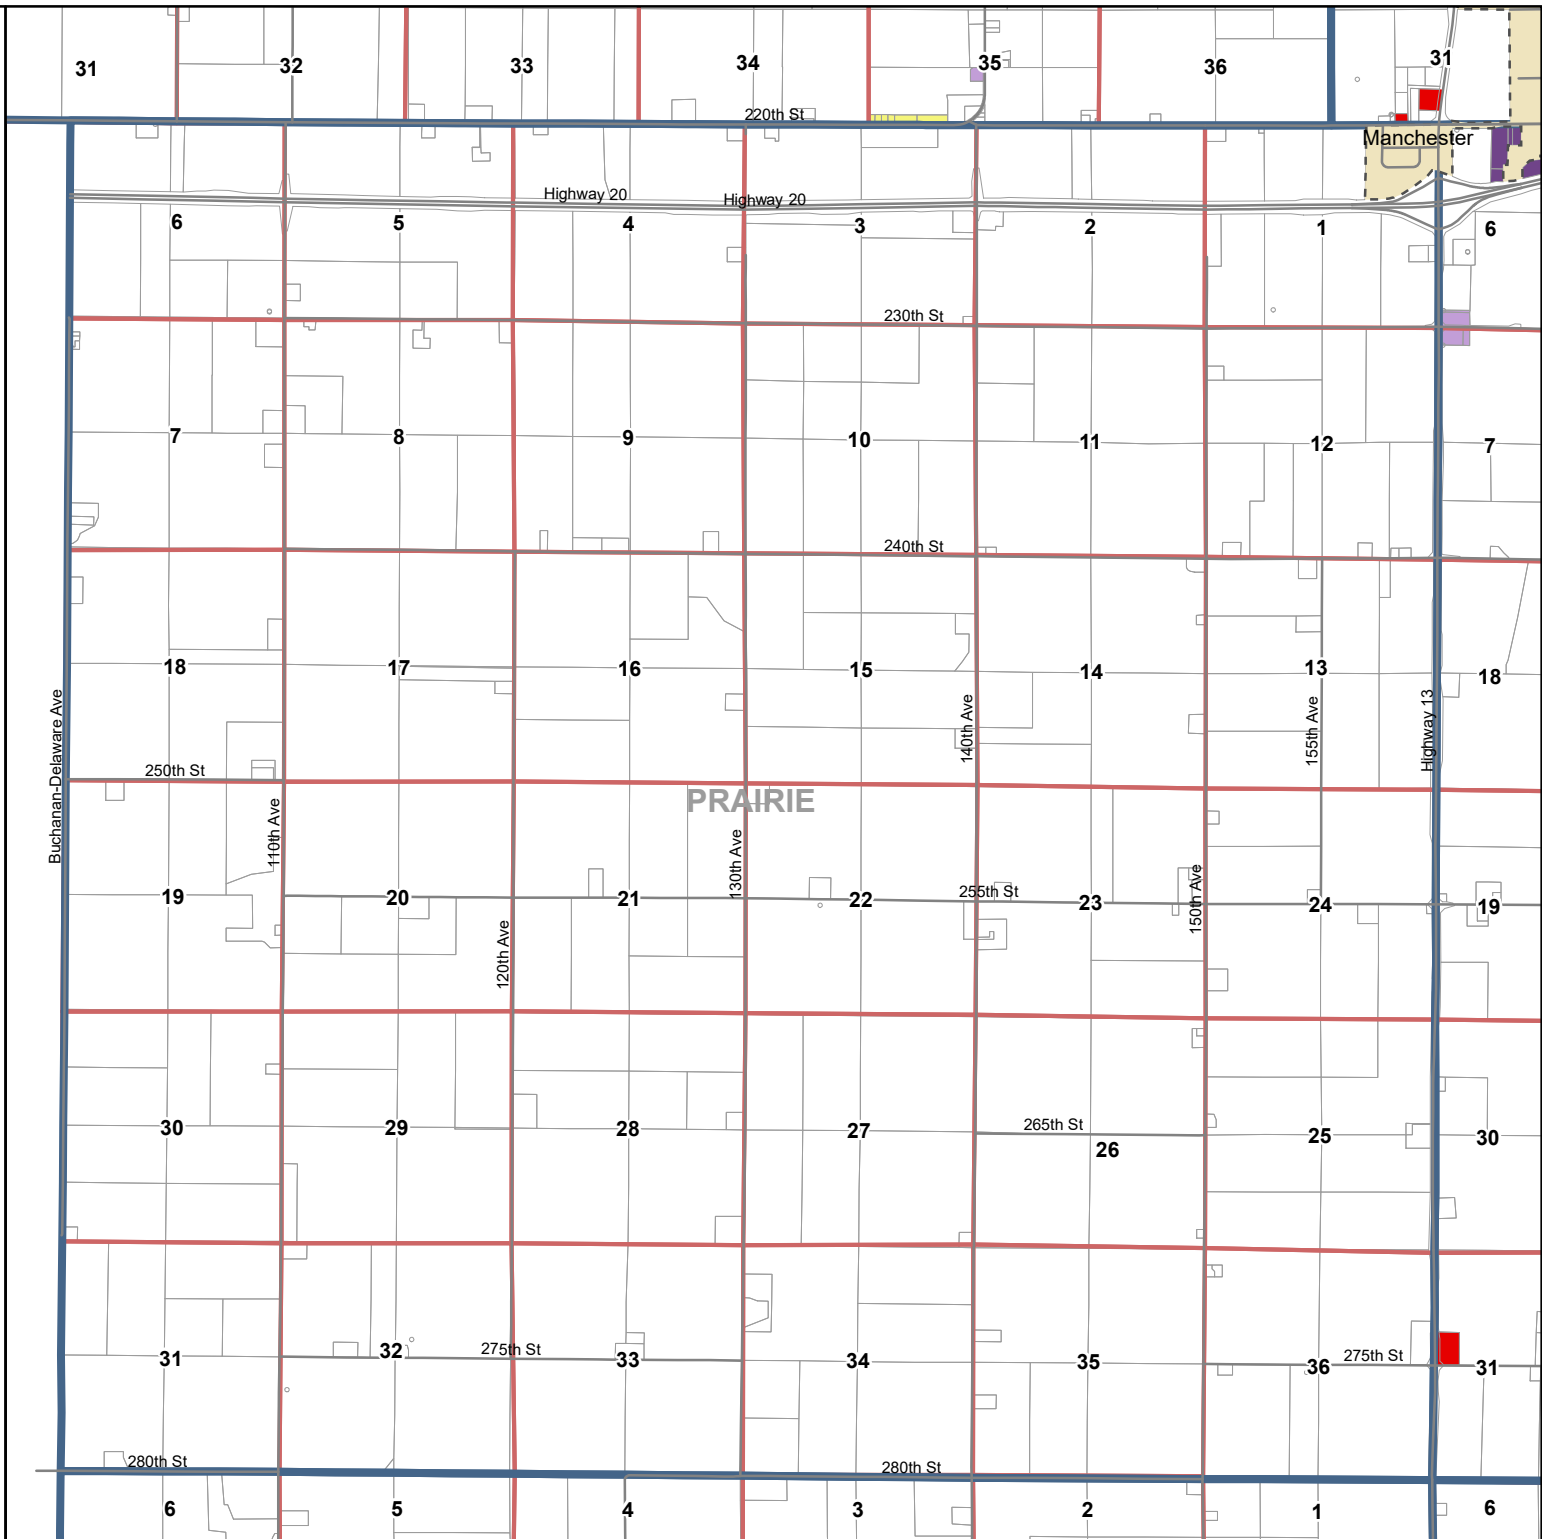 31
32
33
34
35
36
31
220th St
Manchester
Highway 20
Highway 20
6
5
4
3
2
1
6
230th St
7
8
9
10
11
12
7
240th St
18
17
16
15
14
13
18
Buchanan-Delaware Ave
140th Ave
155th Ave
Highway 13
250th St
PRAIRIE
110th Ave
130th Ave
150th Ave
120th Ave
255th St
19
20
21
22
23
24
19
265th St
30
29
28
27
26
25
30
275th St
275th St
31
32
33
34
35
36
31
280th St
280th St
6
5
4
3
2
1
6